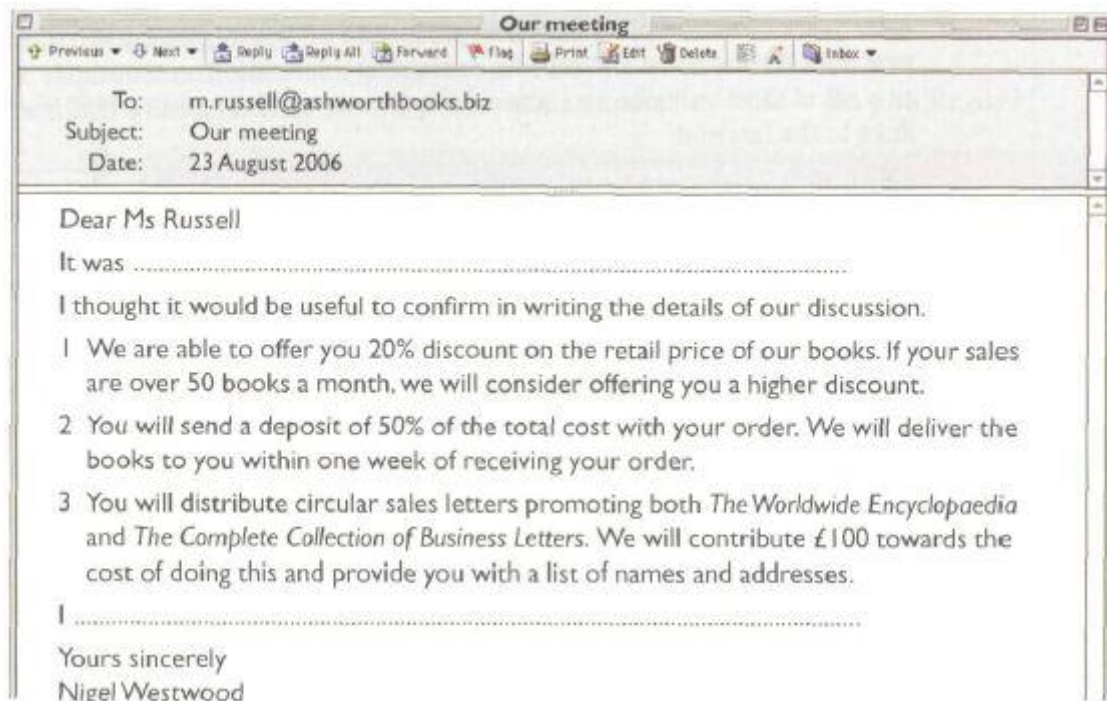 Our meeting
Previous Next Reply Reply All Forward Flag Print Edit Delete Inbox
To: m.russell@ashworthbooks.biz
Subject: Our meeting
Date: 23 August 2006
Dear Ms Russell
It was ........................................................................
I thought it would be useful to confirm in writing the details of our discussion.
1 We are able to offer you 20% discount on the retail price of our books. If your sales
are over 50 books a month, we will consider offering you a higher discount.
2 You will send a deposit of 50% of the total cost with your order. We will deliver the
books to you within one week of receiving your order.
3 You will distribute circular sales letters promoting both The Worldwide Encyclopaedia
and The Complete Collection of Business Letters. We will contribute £100 towards the
cost of doing this and provide you with a list of names and addresses.
I ........................................................................
Yours sincerely
Nigel Westwood